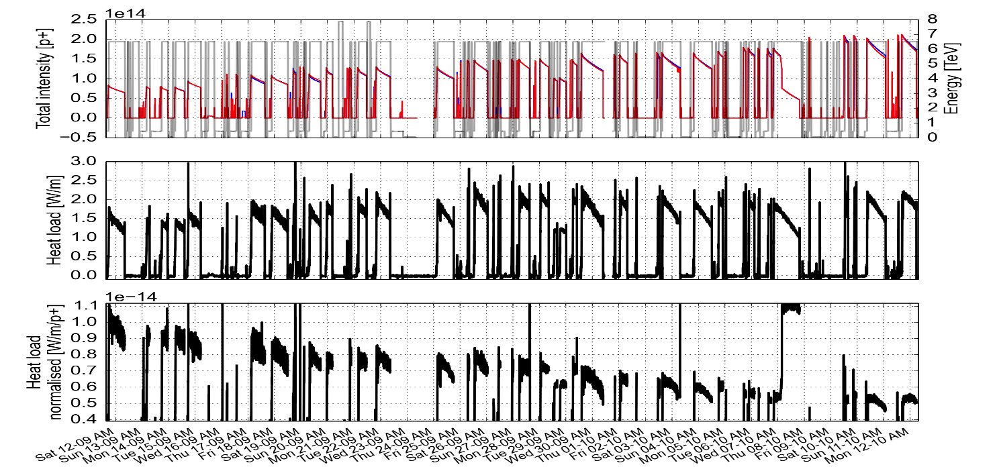 1e14
Total intensity [p+]
2.5
2.0
1.5
1.0
0.5
0.0
−0.5
8
7
6
5
4
3
2
1
0
Energy [TeV]
Heat load [W/m]
3.0
2.5
2.0
1.5
1.0
0.5
0.0
1e−14
Heat load
normalised [W/m/p+]
1.1
1.0
0.9
0.8
0.7
0.6
0.5
0.4
Sat 12-09 AM
Sun 13-09 AM
Mon 14-09 AM
Tue 15-09 AM
Wed 16-09 AM
Thu 17-09 AM
Fri 18-09 AM
Sat 19-09 AM
Sun 20-09 AM
Mon 21-09 AM
Tue 22-09 AM
Wed 23-09 AM
Thu 24-09 AM
Fri 25-09 AM
Sat 26-09 AM
Sun 27-09 AM
Mon 28-09 AM
Tue 29-09 AM
Wed 30-09 AM
Thu 01-10 AM
Fri 02-10 AM
Sat 03-10 AM
Sun 04-10 AM
Mon 05-10 AM
Tue 06-10 AM
Wed 07-10 AM
Thu 08-10 AM
Fri 09-10 AM
Sat 10-10 AM
Sun 11-10 AM
Mon 12-10 AM